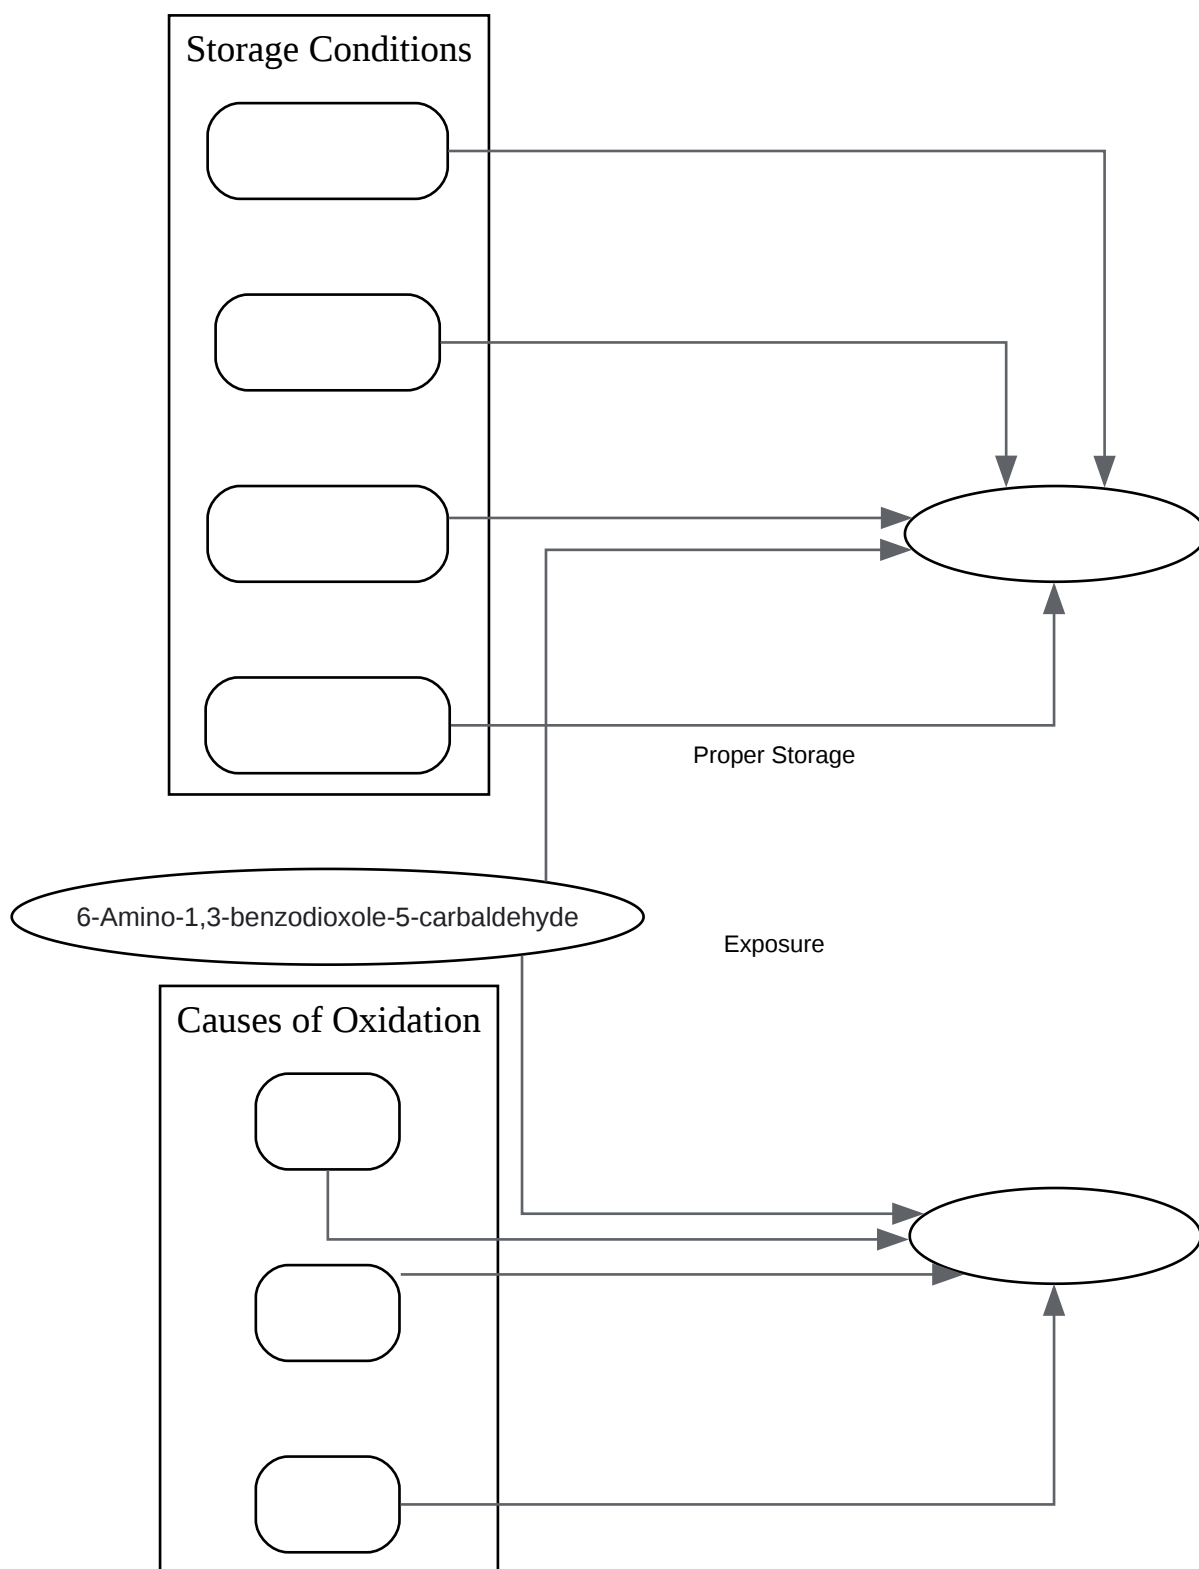 Storage Conditions
Proper Storage
6-Amino-1,3-benzodioxole-5-carbaldehyde
Exposure
Causes of Oxidation